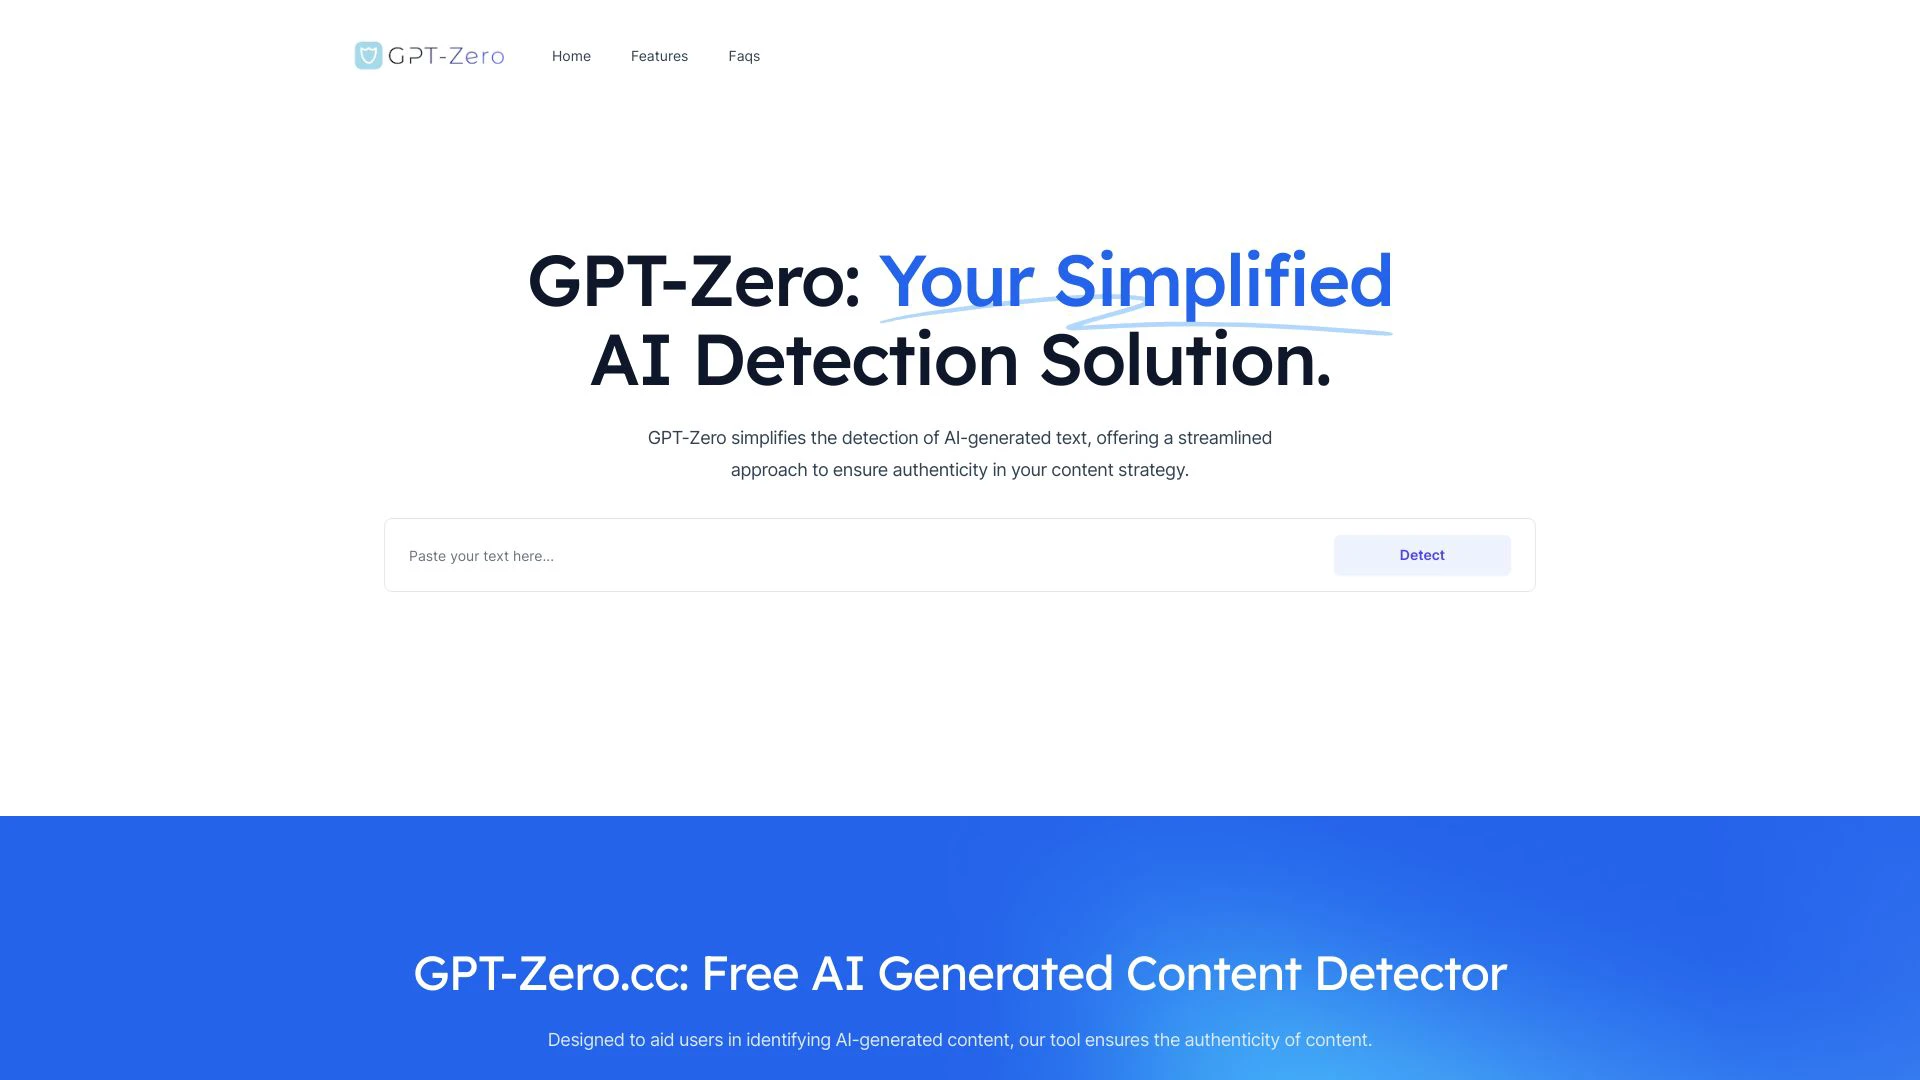 GPT-Zero
Home
Features
Faqs
GPT-Zero: Your Simplified
AI Detection Solution.
GPT-Zero simplifies the detection of AI-generated text, offering a streamlined
approach to ensure authenticity in your content strategy.
Paste your text here...
Detect
GPT-Zero.cc: Free AI Generated Content Detector
Designed to aid users in identifying AI-generated content, our tool ensures the authenticity of content.